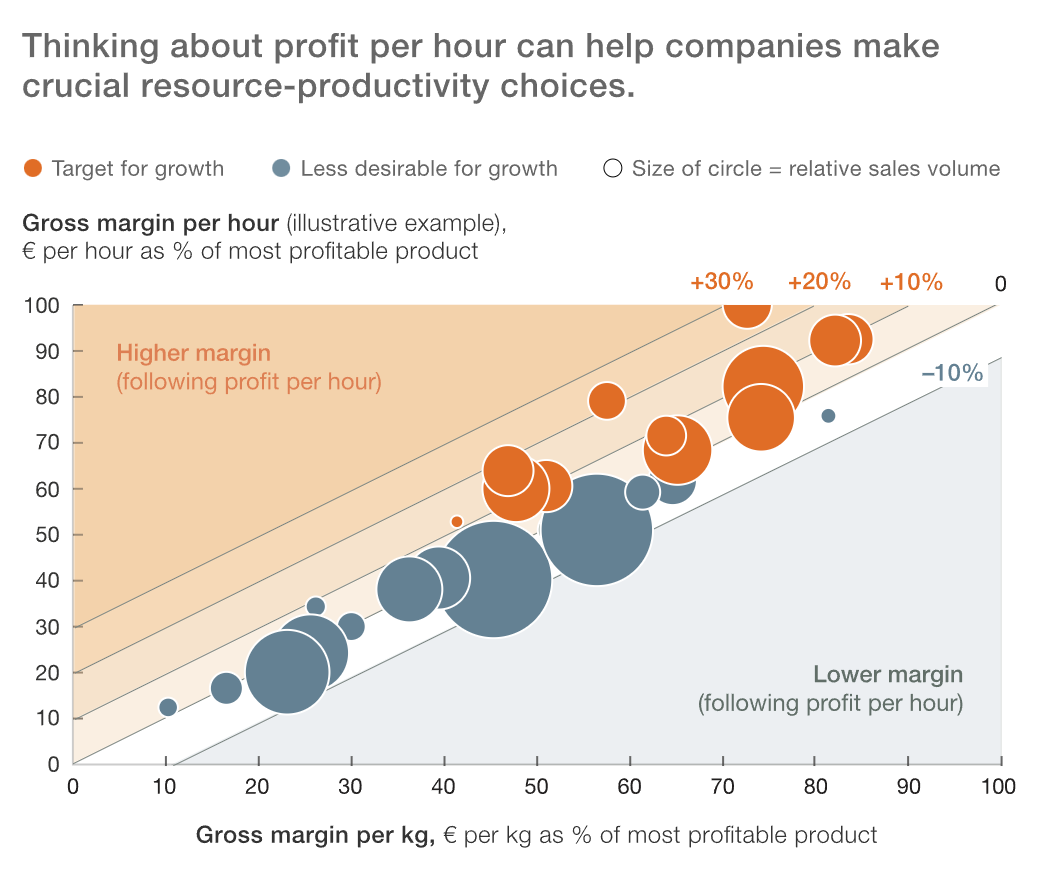 Thinking about profit per hour can help companies make
crucial resource-productivity choices.
Target for growth
Less desirable for growth
Size of circle = relative sales volume
Gross margin per hour (illustrative example),
€ per hour as % of most profitable product
+30%
+20%
+10%
0
100
90
80
70
60
50
40
30
20
10
0
Higher margin
(following profit per hour)
–10%
Lower margin
(following profit per hour)
0
10
20
30
40
50
60
70
80
90
100
Gross margin per kg, € per kg as % of most profitable product